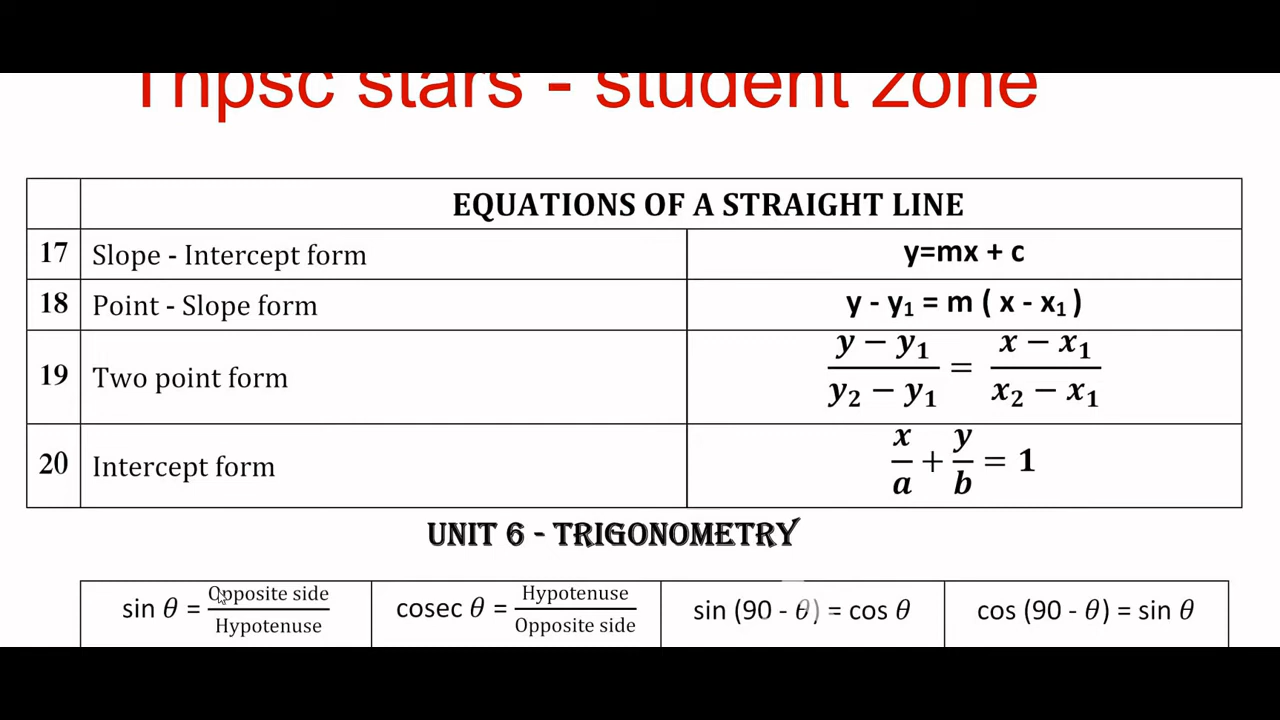 Tnpsc stars - student zone
EQUATIONS OF A STRAIGHT LINE
17 Slope - Intercept form y=mx + c
18 Point - Slope form y - y₁ = m ( x - x₁ )
19 Two point form (y − y₁)/(y₂ − y₁) = (x − x₁)/(x₂ − x₁)
20 Intercept form x/a + y/b = 1
UNIT 6 - TRIGONOMETRY
sin θ = Opposite side/Hypotenuse cosec θ = Hypotenuse/Opposite side sin (90 - θ) = cos θ cos (90 - θ) = sin θ